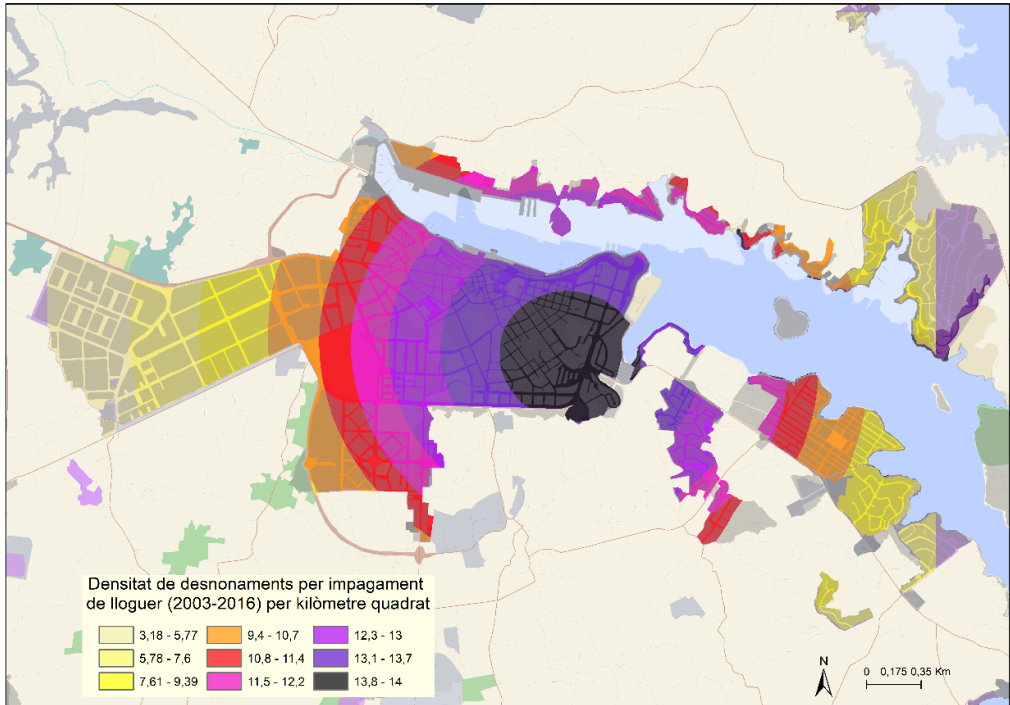 Densitat de desnonaments per impagament
de lloguer (2003-2016) per kilòmetre quadrat
3,18 - 5,77
9,4 - 10,7
12,3 - 13
5,78 - 7,6
10,8 - 11,4
13,1 - 13,7
7,61 - 9,39
11,5 - 12,2
13,8 - 14
N
0 0,175 0,35 Km